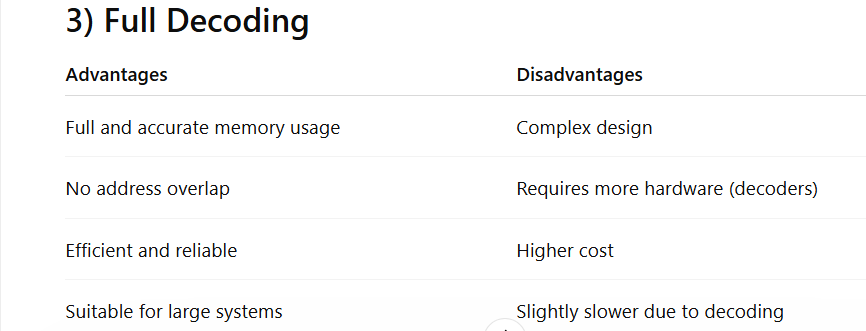 3) Full Decoding
Advantages Disadvantages
Full and accurate memory usage Complex design
No address overlap Requires more hardware (decoders)
Efficient and reliable Higher cost
Suitable for large systems Slightly slower due to decoding